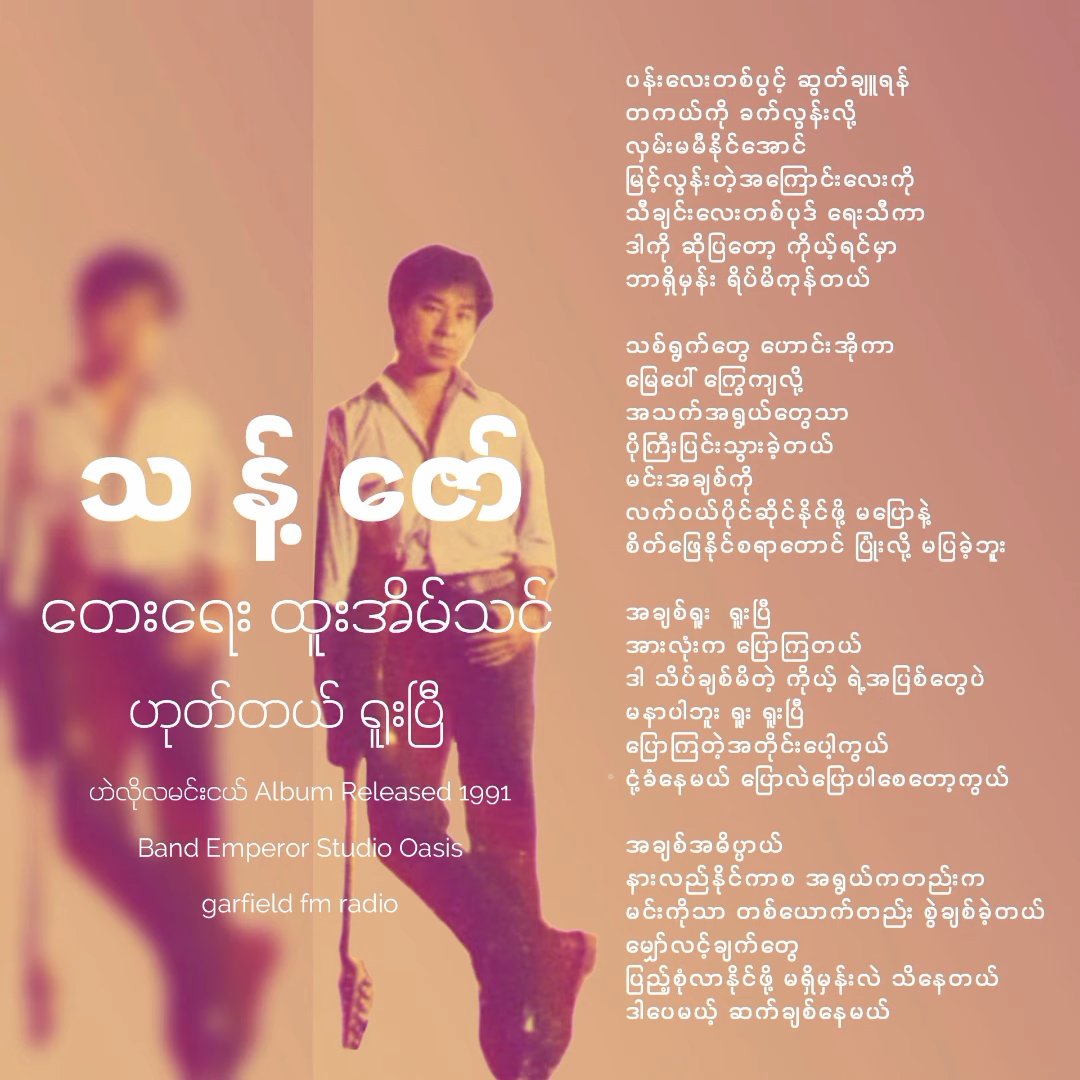 သန့်ဇော်
တေးရေး ထူးအိမ်သင်
ဟုတ်တယ် ရူးပြီ
ဟဲလိုလမင်းငယ် Album Released 1991
Band Emperor Studio Oasis
garfield fm radio
ပန်းလေးတစ်ပွင့် ဆွတ်ချူရန်
တကယ်ကို ခက်လွန်းလို့
လှမ်းမမီနိုင်အောင်
မြင့်လွန်းတဲ့အကြောင်းလေးကို
သီချင်းလေးတစ်ပုဒ် ရေးသီကာ
ဒါကို ဆိုပြတော့ ကိုယ့်ရင်မှာ
ဘာရှိမှန်း ရိပ်မိကုန်တယ်
သစ်ရွက်တွေ ဟောင်းအိုကာ
မြေပေါ် ကြွေကျလို့
အသက်အရွယ်တွေသာ
ပိုကြီးပြင်းသွားခဲ့တယ်
မင်းအချစ်ကို
လက်ဝယ်ပိုင်ဆိုင်နိုင်ဖို့ မပြောနဲ့
စိတ်ဖြေနိုင်စရာတောင် ပြုံးလို့ မပြခဲ့ဘူး
အချစ်ရူး ရူးပြီ
အားလုံးက ပြောကြတယ်
ဒါ သိပ်ချစ်မိတဲ့ ကိုယ့် ရဲ့အပြစ်တွေပဲ
မနာပါဘူး ရူး ရူးပြီ
ပြောကြတဲ့အတိုင်းပေါ့ကွယ်
ငုံ့ခံနေမယ် ပြောလဲပြောပါစေတော့ကွယ်
အချစ်အဓိပ္ပာယ်
နားလည်နိုင်ကာစ အရွယ်ကတည်းက
မင်းကိုသာ တစ်ယောက်တည်း စွဲချစ်ခဲ့တယ်
မျှော်လင့်ချက်တွေ
ပြည့်စုံလာနိုင်ဖို့ မရှိမှန်းလဲ သိနေတယ်
ဒါပေမယ့် ဆက်ချစ်နေမယ်